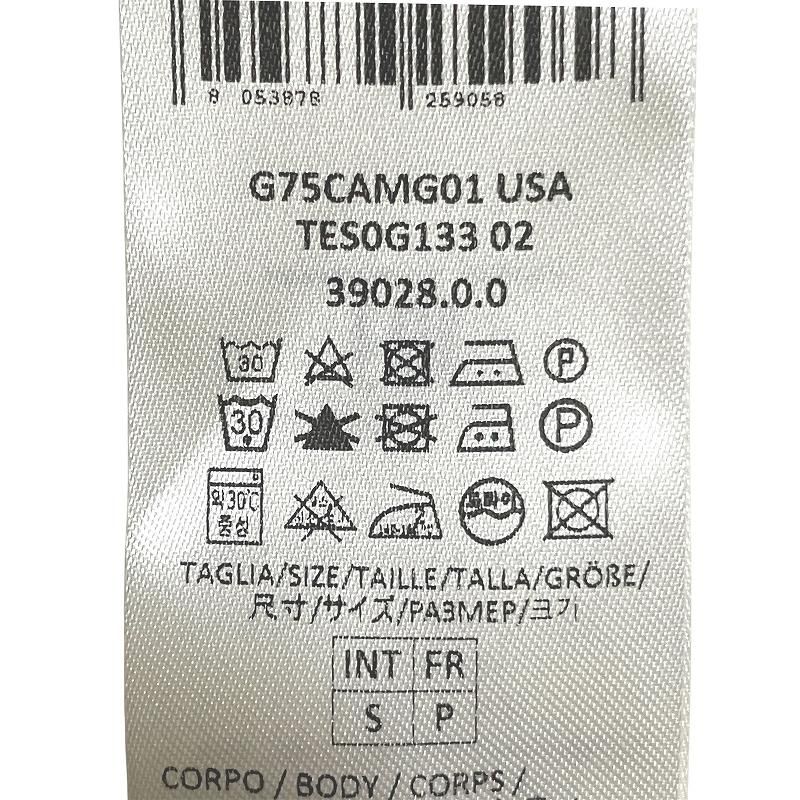 8 053878 259058
G75CAMG01 USA
TES0G133 02
39028.0.0
30 P
30 P
약30℃ 중성 드라이
TAGLIA/SIZE/TAILLE/TALLA/GRÖßE/
尺寸/サイズ/РАЗМЕР/크기
INT FR
S P
CORPO / BODY / CORPS /